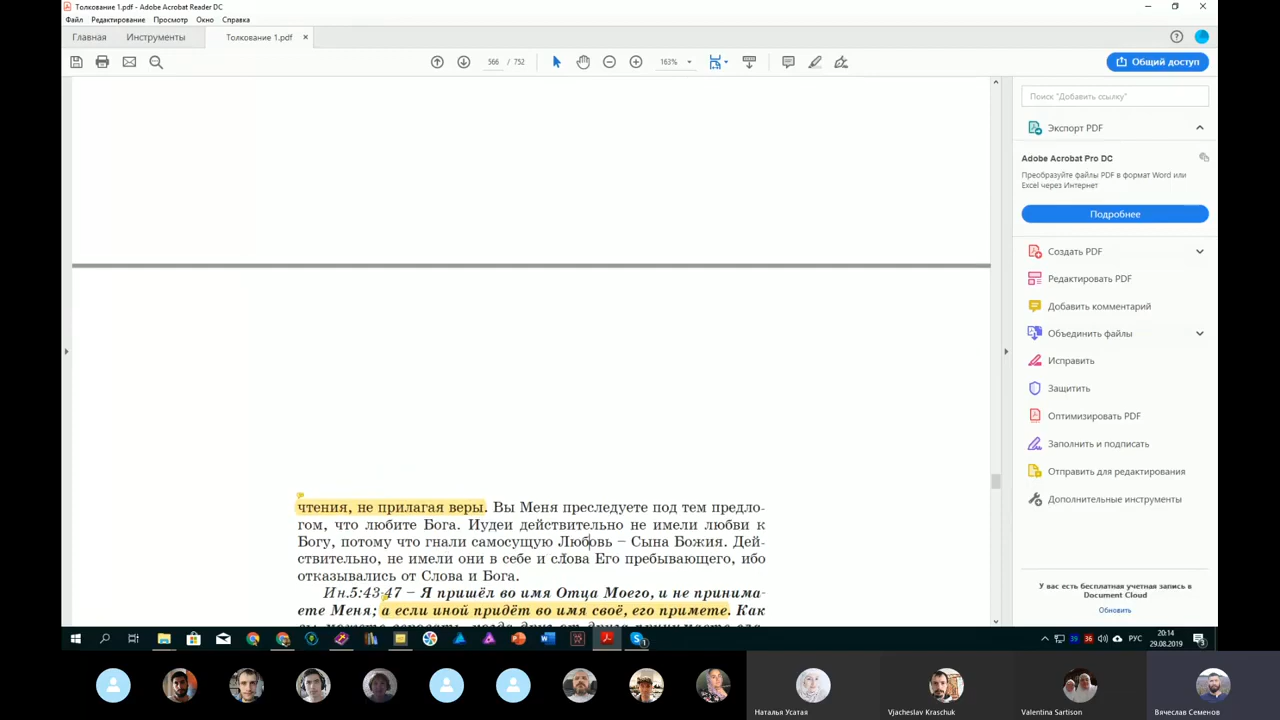 Толкование 1.pdf - Adobe Acrobat Reader DC
Файл Редактирование Просмотр Окно Справка
Главная Инструменты Толкование 1.pdf ×
566 / 752 163% Общий доступ
Поиск "Добавить ссылку"
Экспорт PDF
Adobe Acrobat Pro DC
Преобразуйте файлы PDF в формат Word или
Excel через Интернет
Подробнее
Создать PDF
Редактировать PDF
Добавить комментарий
Объединить файлы
Исправить
Защитить
Оптимизировать PDF
Заполнить и подписать
Отправить для редактирования
Дополнительные инструменты
У вас есть бесплатная учетная запись в
Document Cloud
Обновить
чтения, не прилагая веры. Вы Меня преследуете под тем предло-
гом, что любите Бога. Иудеи действительно не имели любви к
Богу, потому что гнали самосущую Любовь – Сына Божия. Дей-
ствительно, не имели они в себе и слова Его пребывающего, ибо
отказывались от Слова и Бога.
Ин.5:43-47 – Я пришёл во имя Отца Моего, и не принима-
ете Меня; а если иной придёт во имя своё, его примете. Как
39 36 РУС
20:14
29.08.2019
3
1
Наталья Усатая
Vjacheslav Kraschuk
Valentina Sartison
Вячеслав Семенов